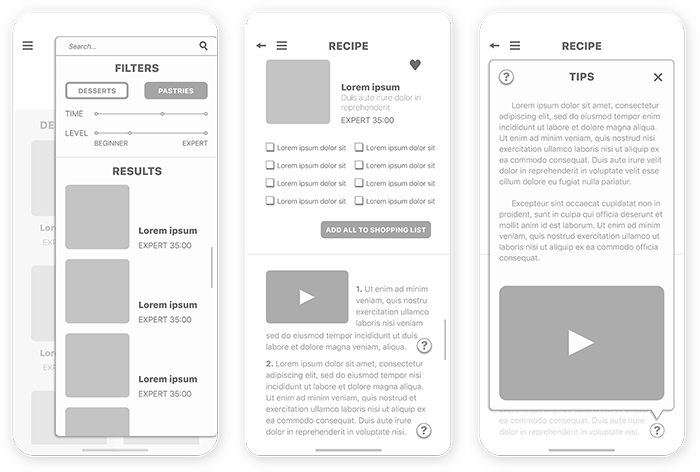 Search...
FILTERS
DESSERTS
PASTRIES
TIME
LEVEL
BEGINNER
EXPERT
RESULTS
Lorem ipsum
EXPERT 35:00
Lorem ipsum
EXPERT 35:00
Lorem ipsum
EXPERT 35:00
DE
Lor
EXP
Lor
EXP
RECIPE
Lorem ipsum
Duis aute irure dolor in
reprehenderit
EXPERT 35:00
Lorem ipsum dolor sit
Lorem ipsum dolor sit
Lorem ipsum dolor sit
Lorem ipsum dolor sit
Lorem ipsum dolor sit
Lorem ipsum dolor sit
Lorem ipsum dolor sit
Lorem ipsum dolor sit
ADD ALL TO SHOPPING LIST
1. Ut enim ad minim
veniam, quis nostru
exercitation ullamco
laboris nisi veniam
sed do eiusmod tempor incididunt ut duis
labore et dolore magna veniam, aliqua.
?
2. Lorem ipsum dolor sit amet, consectetur
adipiscing elit, sed do eiusmod tempor
incididunt ut labore et dolore magna aliqua.
Ut enim ad minim veniam, quis nostrud
exercitation ullamco laboris nisi ut aliquip
ex ea commodo consequat. Duis aute irure
dolor in reprehenderit in voluptate velit esse.
?
RECIPE
?
TIPS
Lorem ipsum dolor sit amet, consectetur
adipiscing elit, sed do eiusmod tempor enim
incididunt ut labore et dolore magna aliqua.
Ut enim ad minim veniam, quis nostrud
exercitation ullamco laboris nisi ut aliquip ex
ea commodo consequat. Duis aute irure velit
dolor in reprehenderit in voluptate velit esse
cillum dolore eu fugiat nulla pariatur.
Excepteur sint occaecat cupidatat non in
proident, sunt in culpa qui officia deserunt et
mollit anim id est laborum. Ut enim ad minim
veniam, quis nostrud exercitation ullamco ut
laboris nisi ut aliquip ex ea commodo enim
consequat.
ex ea commodo consequat. Duis aute irure
dolor in reprehenderit in voluptate
?